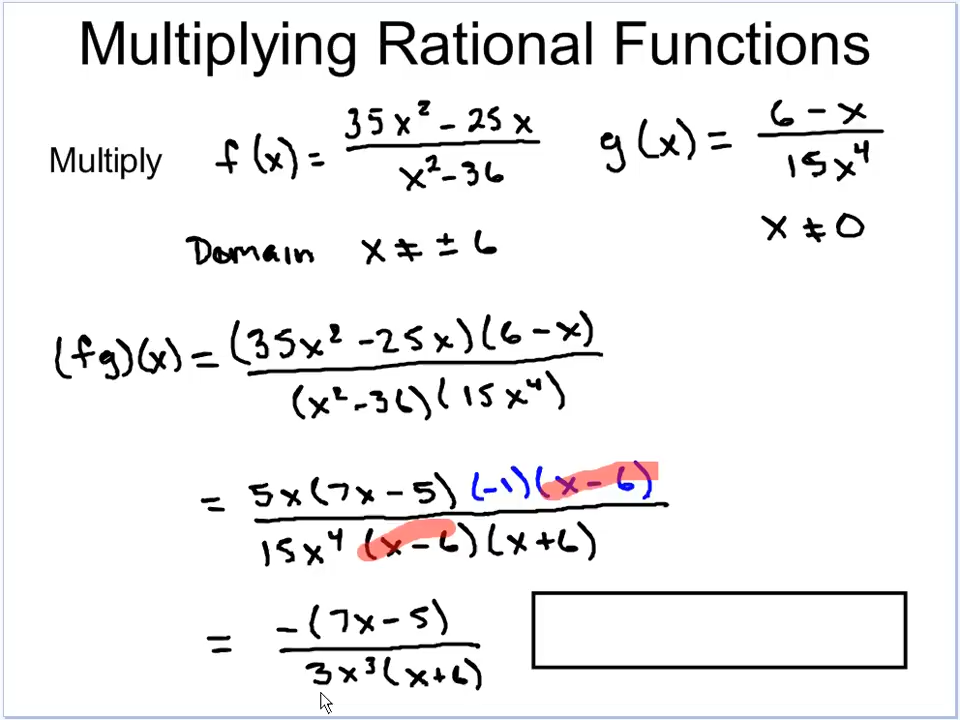 Multiplying Rational Functions
Multiply f(x) = (35x² - 25x)/(x² - 36) g(x) = (6 - x)/(15x⁴)
Domain x ≠ ± 6 x ≠ 0
(fg)(x) = (35x² - 25x)(6 - x)/((x² - 36)(15x⁴))
= 5x(7x - 5)(-1)(x - 6)/(15x⁴(x - 6)(x + 6))
= -(7x - 5)/(3x³(x + 6))